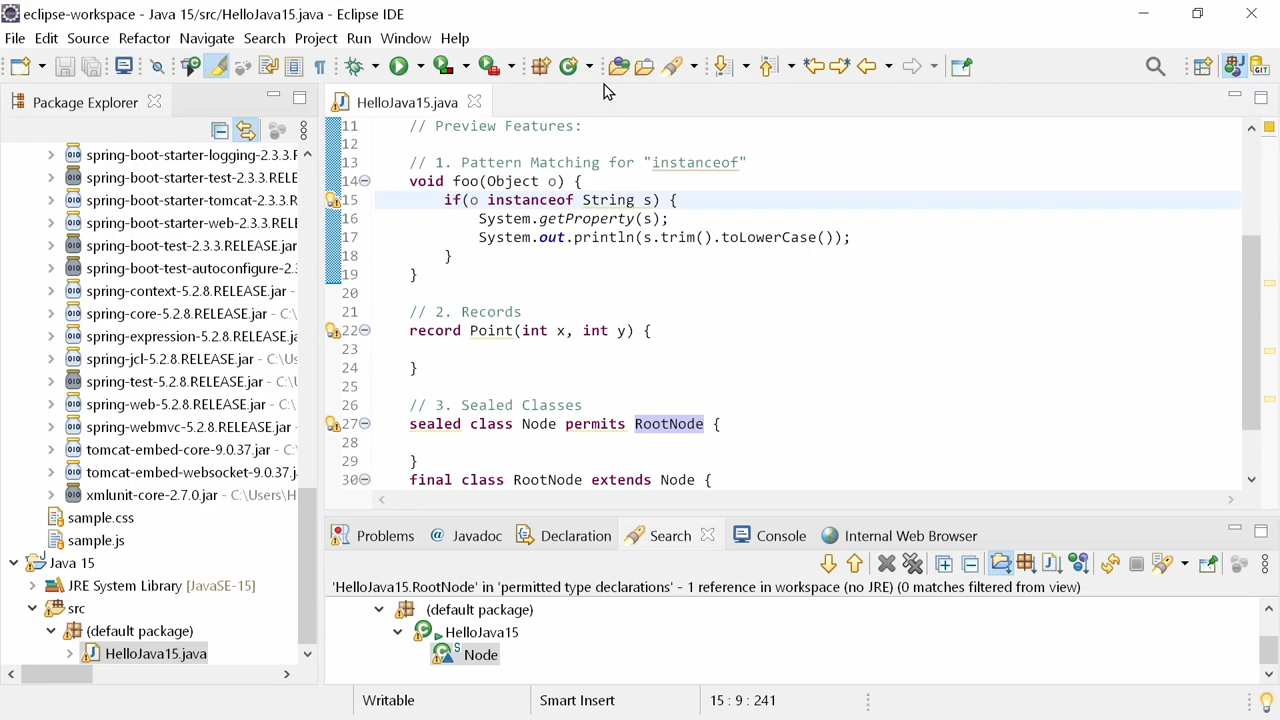 eclipse-workspace - Java 15/src/HelloJava15.java - Eclipse IDE
File Edit Source Refactor Navigate Search Project Run Window Help
Package Explorer
spring-boot-starter-logging-2.3.3.F
spring-boot-starter-test-2.3.3.RELE
spring-boot-starter-tomcat-2.3.3.R
spring-boot-starter-web-2.3.3.REL
spring-boot-test-2.3.3.RELEASE.jar
spring-boot-test-autoconfigure-2.3
spring-context-5.2.8.RELEASE.jar -
spring-core-5.2.8.RELEASE.jar - C:\
spring-expression-5.2.8.RELEASE.ja
spring-jcl-5.2.8.RELEASE.jar - C:\Us
spring-test-5.2.8.RELEASE.jar - C:\U
spring-web-5.2.8.RELEASE.jar - C:\
spring-webmvc-5.2.8.RELEASE.jar -
tomcat-embed-core-9.0.37.jar - C:\
tomcat-embed-websocket-9.0.37.j
xmlunit-core-2.7.0.jar - C:\Users\H
sample.css
sample.js
Java 15
JRE System Library [JavaSE-15]
src
(default package)
HelloJava15.java
HelloJava15.java
11 // Preview Features:
12
13 // 1. Pattern Matching for "instanceof"
14 void foo(Object o) {
15 if(o instanceof String s) {
16 System.getProperty(s);
17 System.out.println(s.trim().toLowerCase());
18 }
19 }
20
21 // 2. Records
22 record Point(int x, int y) {
23
24 }
25
26 // 3. Sealed Classes
27 sealed class Node permits RootNode {
28
29 }
30 final class RootNode extends Node {
Problems Javadoc Declaration Search Console Internal Web Browser
'HelloJava15.RootNode' in 'permitted type declarations' - 1 reference in workspace (no JRE) (0 matches filtered from view)
(default package)
HelloJava15
Node
Writable Smart Insert 15 : 9 : 241